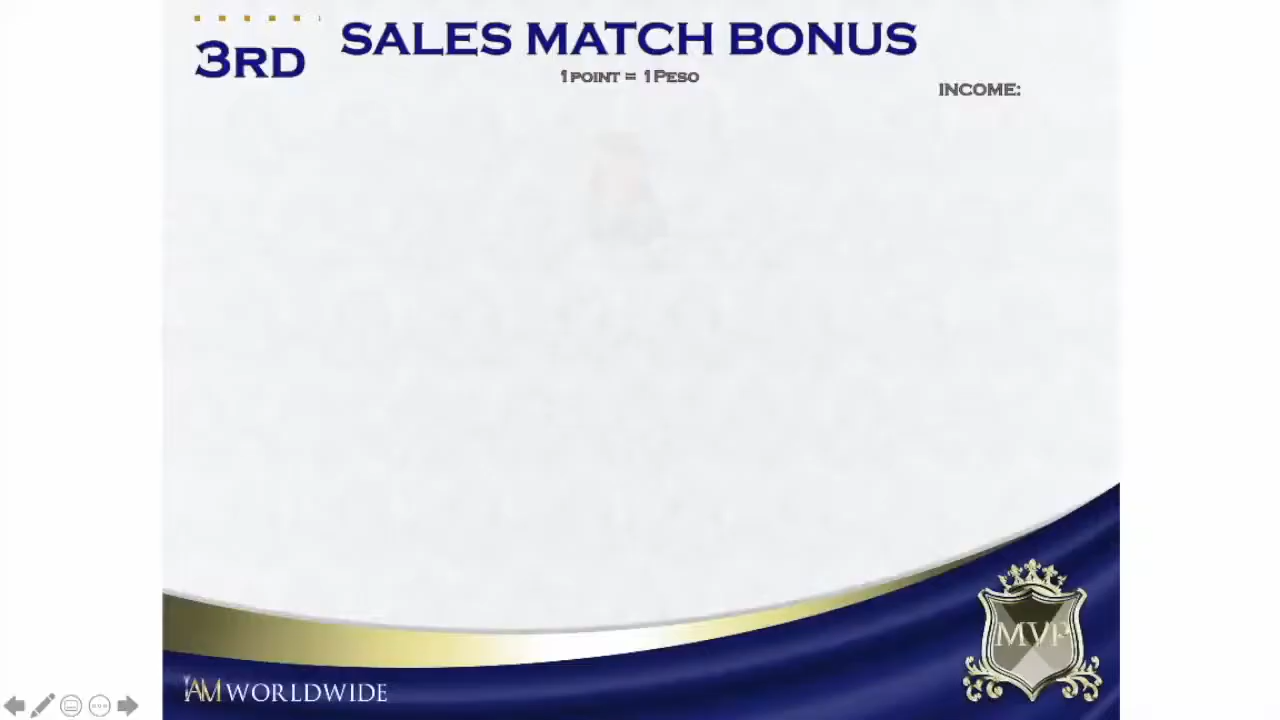 3RD
SALES MATCH BONUS
1 POINT = 1 PESO
INCOME:
MVP
IAM WORLDWIDE